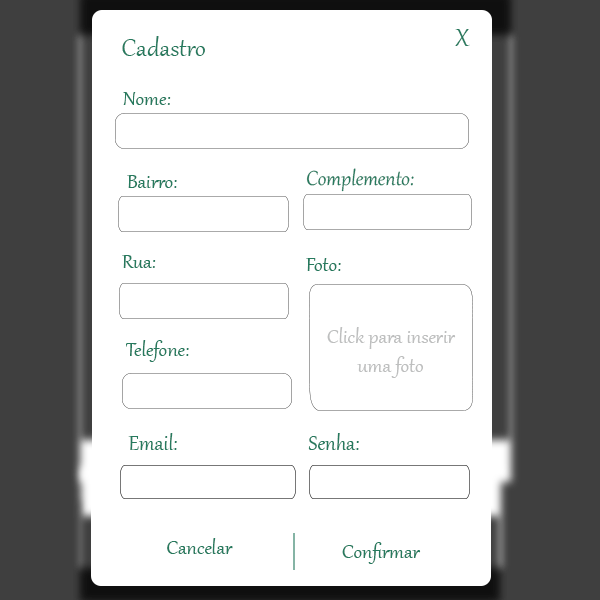 Cadastro
X
Nome:
Bairro:
Complemento:
Rua:
Foto:
Click para inserir
uma foto
Telefone:
Email:
Senha:
Cancelar
Confirmar